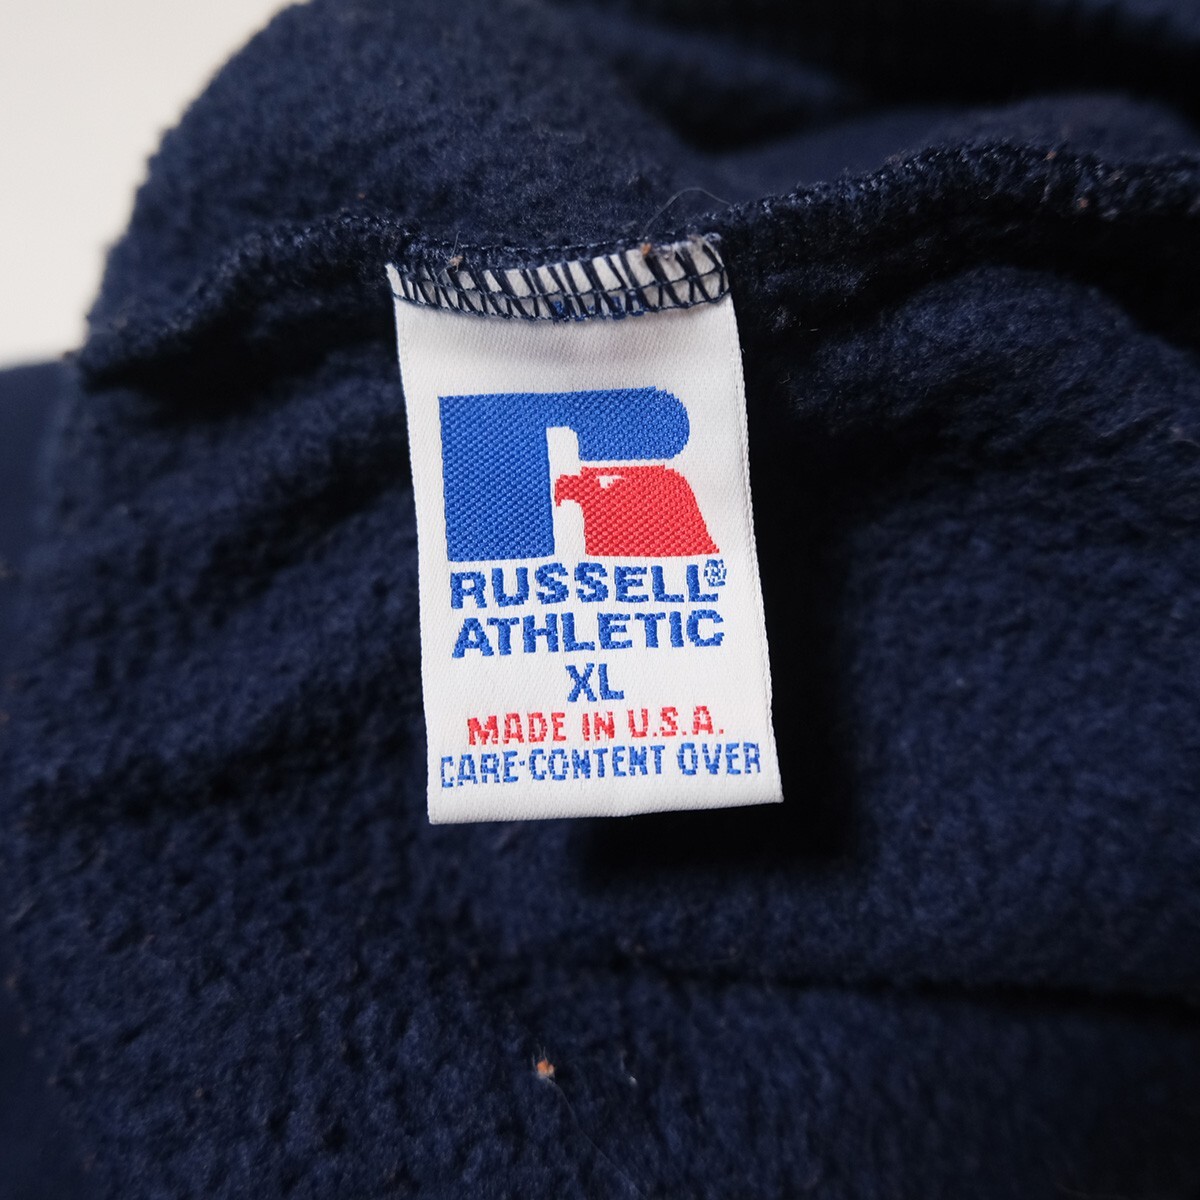 RUSSELL®
ATHLETIC
XL
MADE IN U.S.A.
CARE-CONTENT OVER